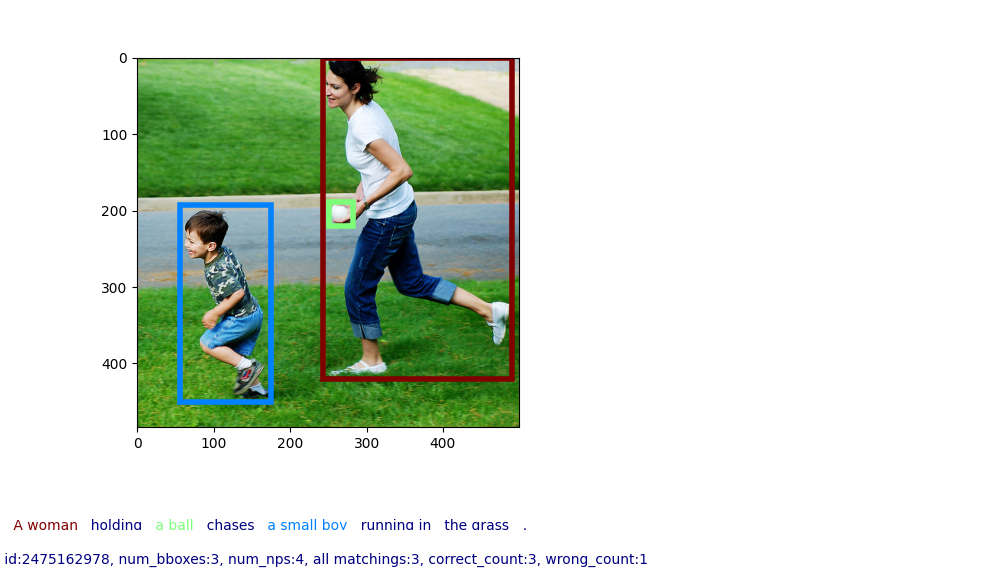 0
100
200
300
400
0 100 200 300 400
A woman holding a ball chases a small boy running in the grass .
id:2475162978, num_bboxes:3, num_nps:4, all matchings:3, correct_count:3, wrong_count:1